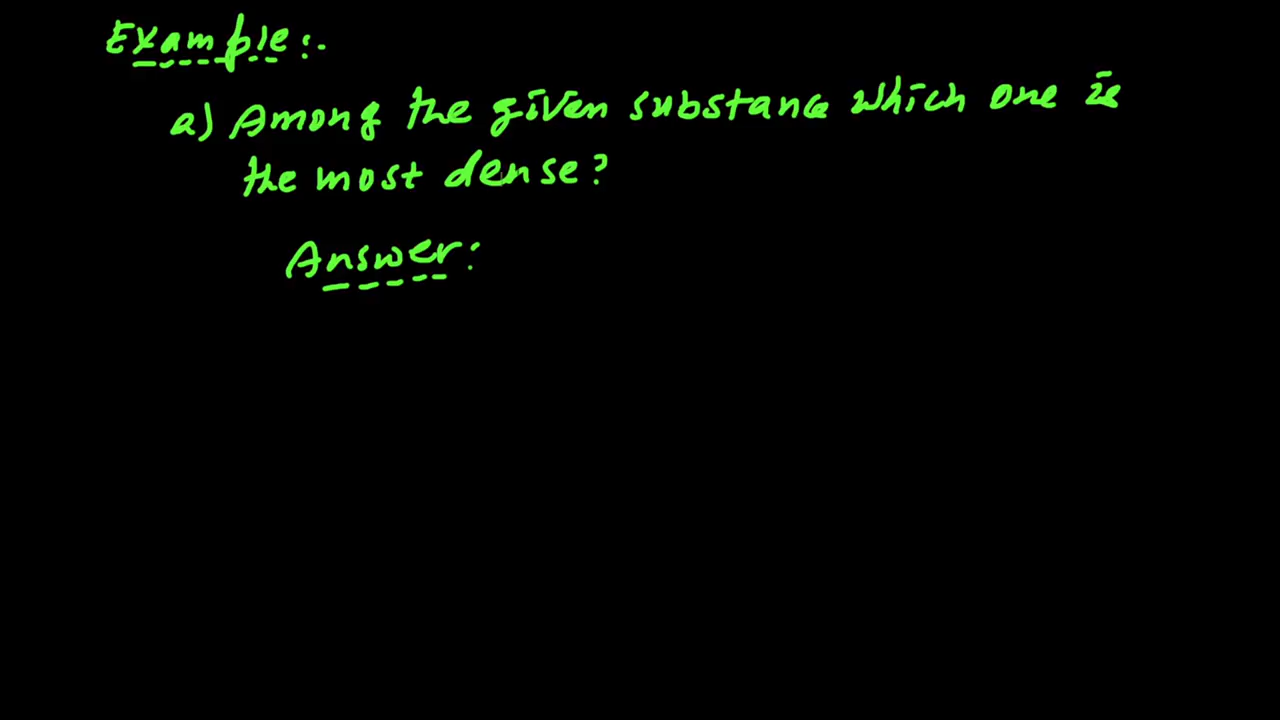 Example:-
a) Among the given substance which one is
the most dense?
Answer: